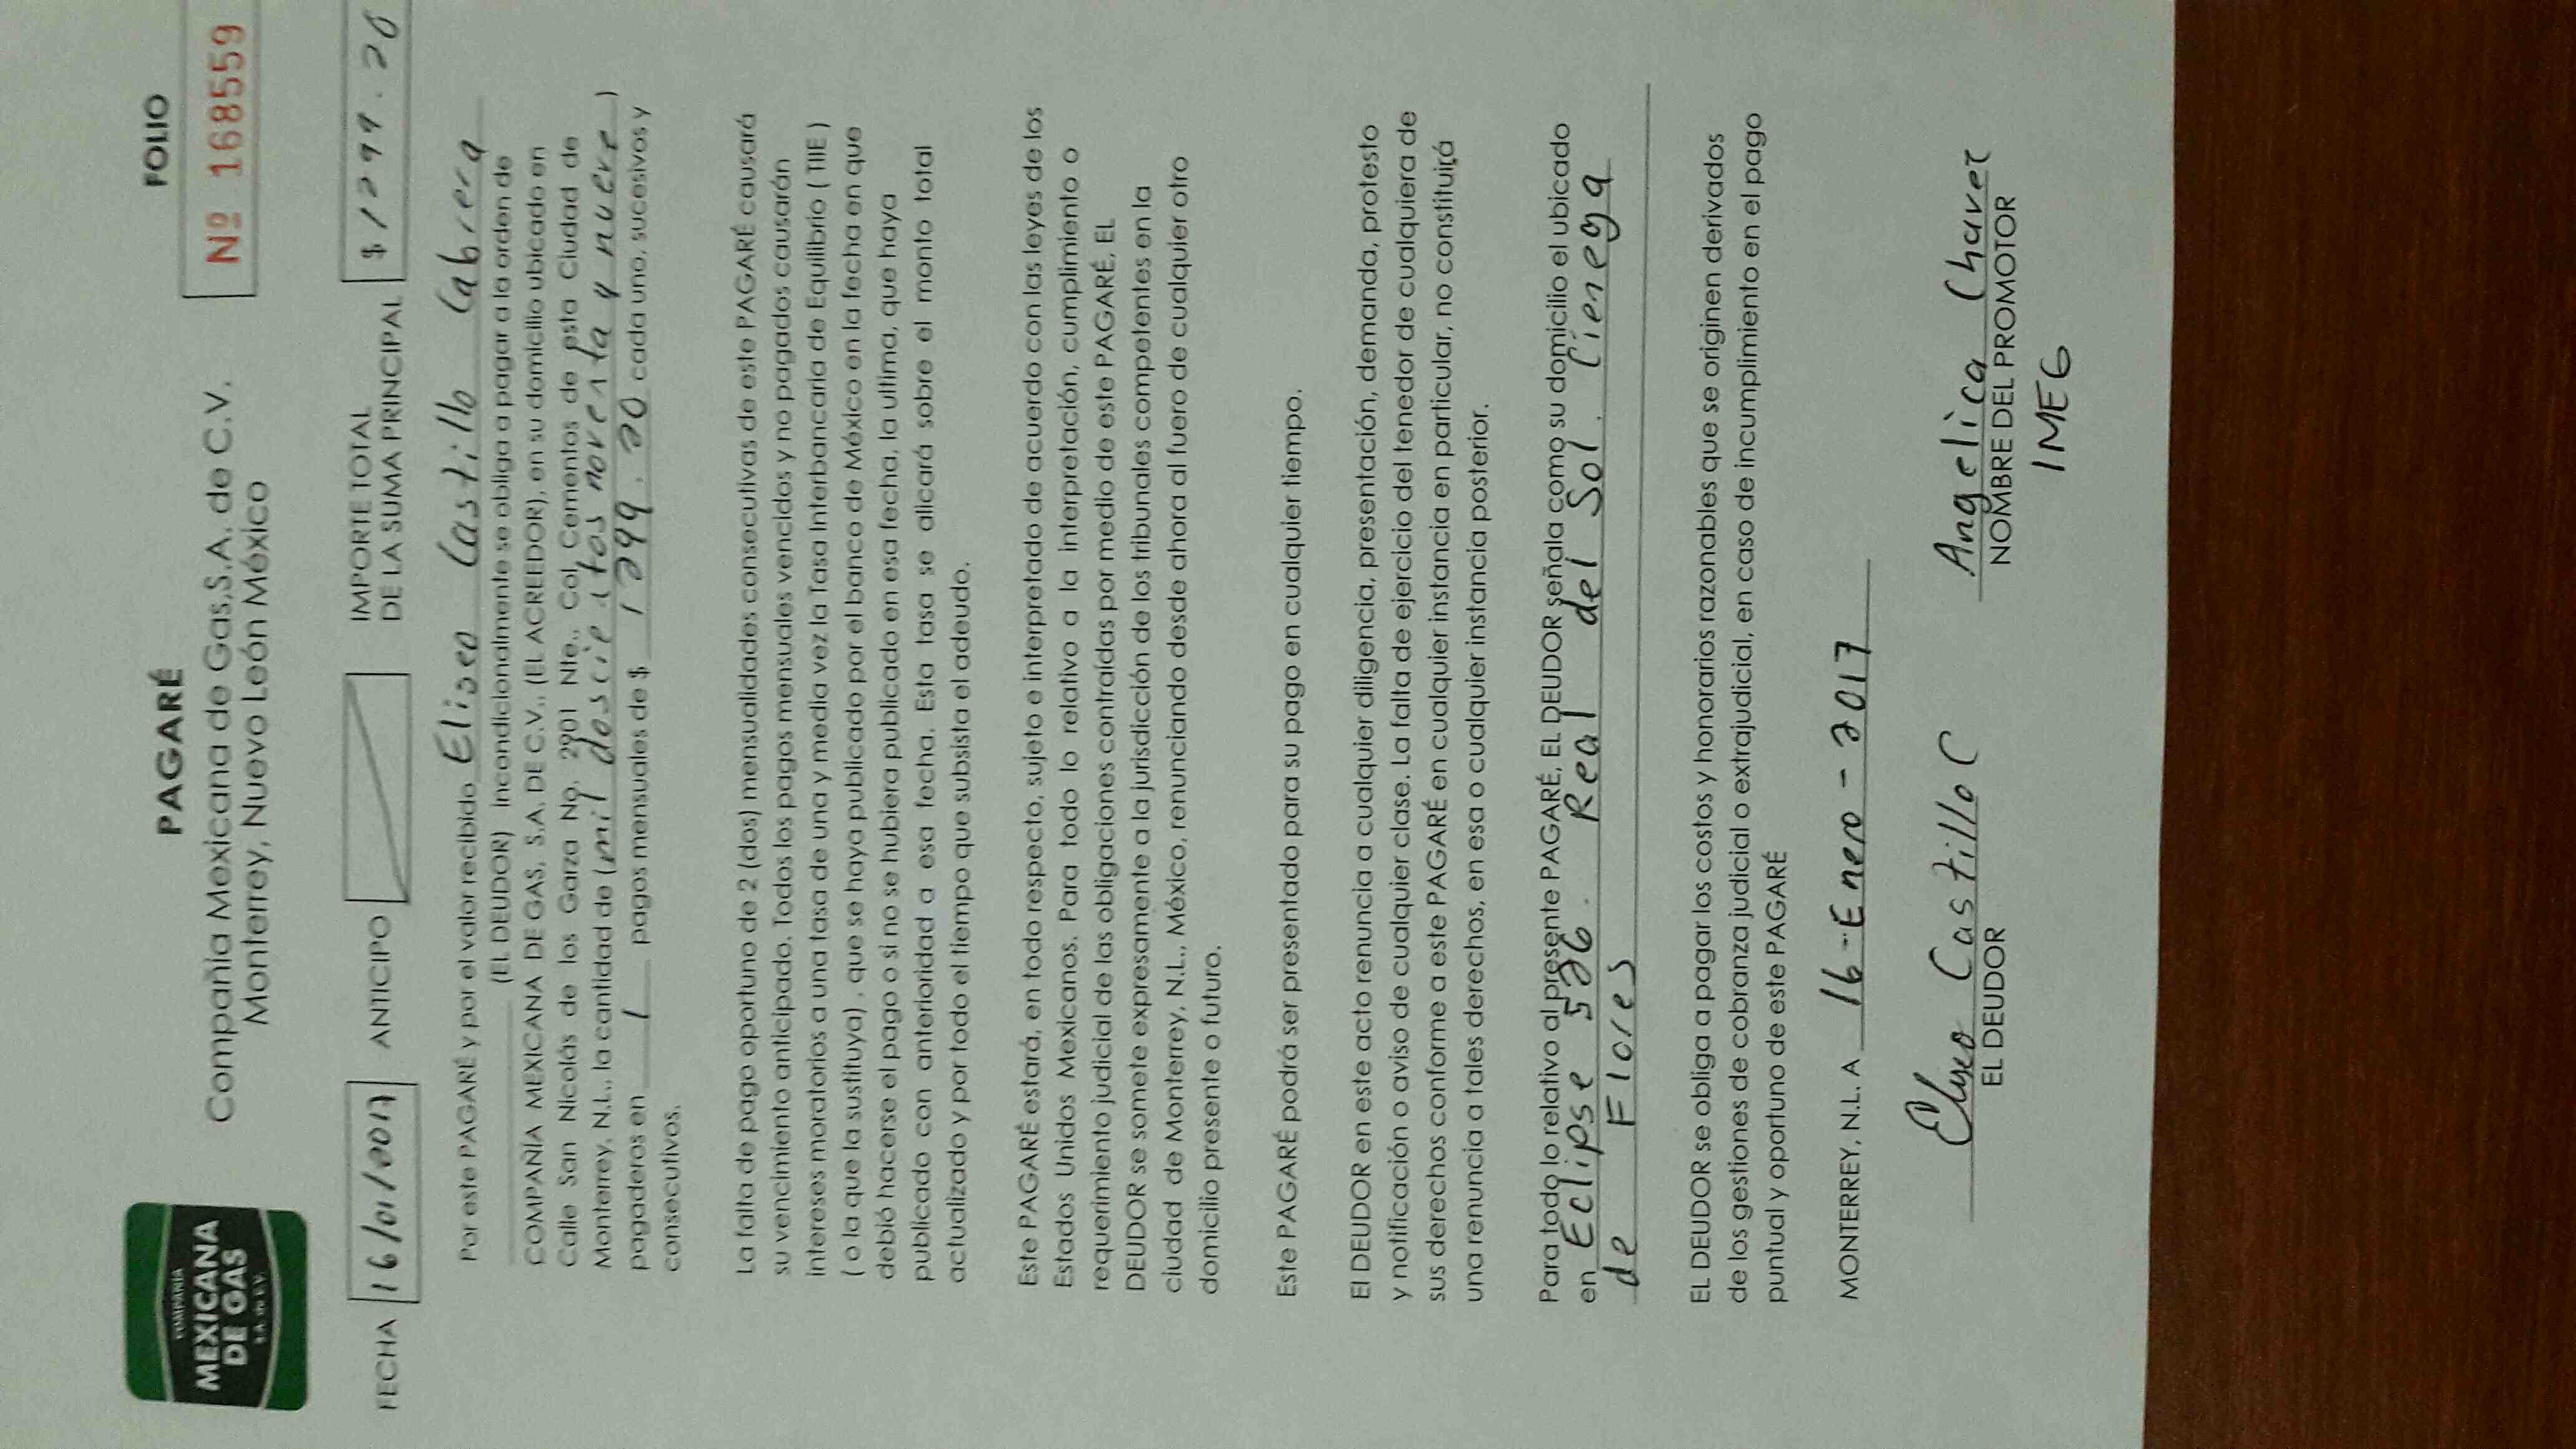 COMPAÑÍA
MEXICANA
DE GAS
S.A. de C.V.
PAGARÉ
Compañia Mexicana de Gas,S.A. de C.V.
Monterrey, Nuevo León México
FOLIO
Nº 168559
FECHA 16/01/2017 ANTICIPO IMPORTE TOTAL
DE LA SUMA PRINCIPAL $1299.20
Por este PAGARÉ y por el valor recibido Eliseo Castillo Cabrera
(EL DEUDOR) incondicionalmente se obliga a pagar a la orden de
COMPAÑÍA MEXICANA DE GAS, S.A. DE C.V., (EL ACREEDOR), en su domicilio ubicado en
Calle San Nicolás de los Garza No. 2901 Nte., Col. Cementos de esta Ciudad de
Monterrey, N.L., la cantidad de (mil doscientos noventa y nueve)
pagaderos en 1 pagos mensuales de $ 1299.20 cada uno, sucesivos y
consecutivos.
La falta de pago oportuno de 2 (dos) mensualidades consecutivas de este PAGARÉ causará
su vencimiento anticipado. Todos los pagos mensuales vencidos y no pagados causarán
intereses moratorios a una tasa de una y media vez la Tasa Interbancaria de Equilibrio ( TIIE )
( o la que la sustituya) , que se haya publicado por el banco de México en la fecha en que
debió hacerse el pago o si no se hubiera publicado en esa fecha, la ultima, que haya
publicado con anterioridad a esa fecha. Esta tasa se alicará sobre el monto total
actualizado y por todo el tiempo que subsista el adeudo.
Este PAGARÉ estará, en todo respecto, sujeto e interpretado de acuerdo con las leyes de los
Estados Unidos Mexicanos. Para todo lo relativo a la interpretación, cumplimiento o
requerimiento judicial de las obligaciones contraídas por medio de este PAGARÉ, EL
DEUDOR se somete expresamente a la jurisdicción de los tribunales competentes en la
ciudad de Monterrey, N.L., México, renunciando desde ahora al fuero de cualquier otro
domicilio presente o futuro.
Este PAGARÉ podrá ser presentado para su pago en cualquier tiempo.
El DEUDOR en este acto renuncia a cualquier diligencia, presentación, demanda, protesto
y notificación o aviso de cualquier clase. La falta de ejercicio del tenedor de cualquiera de
sus derechos conforme a este PAGARÉ en cualquier instancia en particular, no constituirá
una renuncia a tales derechos, en esa o cualquier instancia posterior.
Para todo lo relativo al presente PAGARÉ, EL DEUDOR señala como su domicilio el ubicado
en Eclipse 526. Real del Sol. Cienega
de Flores
EL DEUDOR se obliga a pagar los costos y honorarios razonables que se originen derivados
de los gestiones de cobranza judicial o extrajudicial, en caso de incumplimiento en el pago
puntual y oportuno de este PAGARÉ
MONTERREY, N.L. A 16-Enero-2017
Eliseo Castillo C
EL DEUDOR
Angelica Chavez
NOMBRE DEL PROMOTOR
IMEG